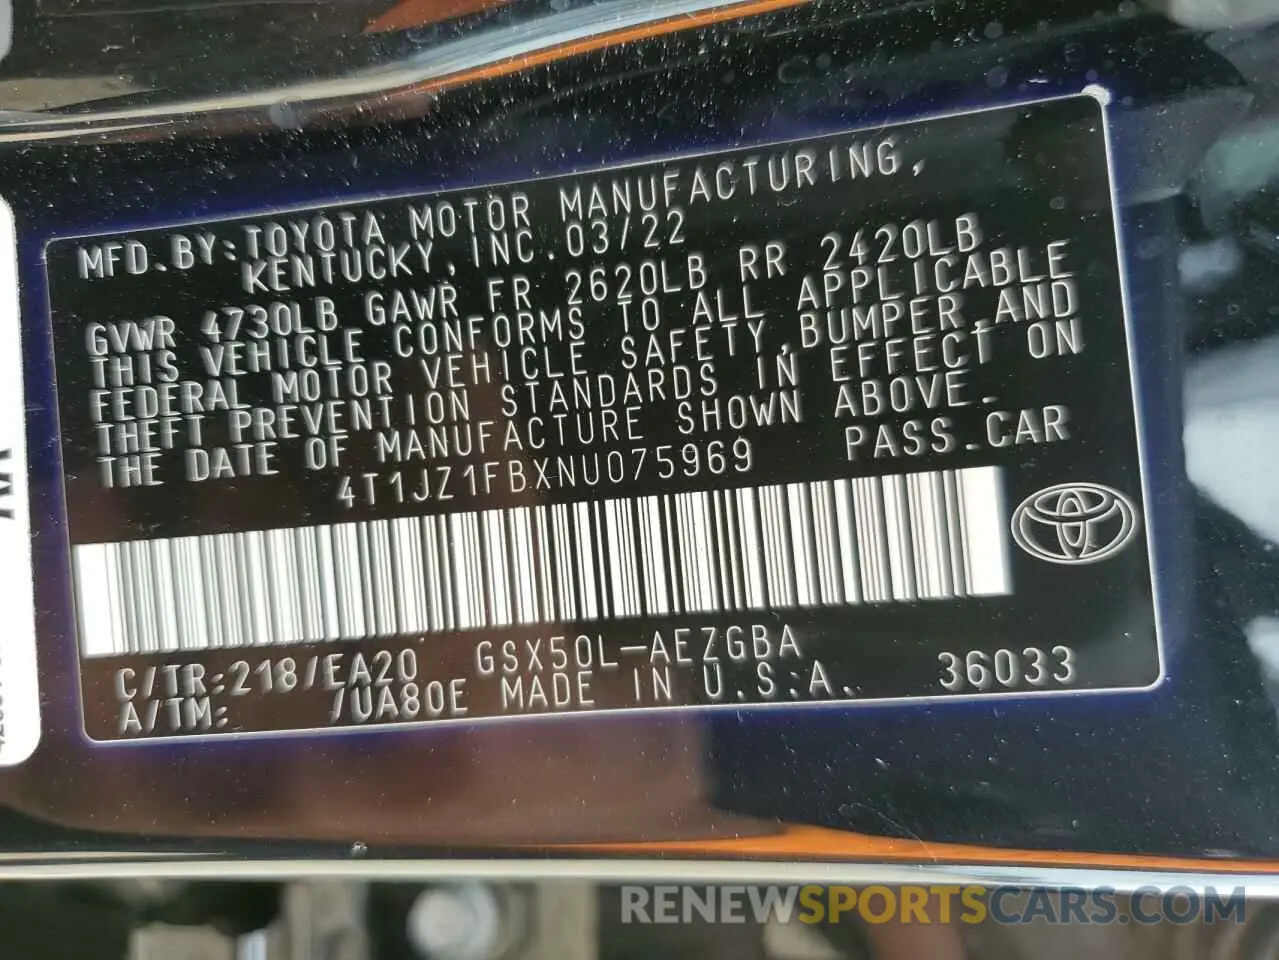 MFD.BY:TOYOTA MOTOR MANUFACTURING,
KENTUCKY,INC.03/22
GVWR 4730LB GAWR FR 2620LB RR 2420LB
THIS VEHICLE CONFORMS TO ALL APPLICABLE
FEDERAL MOTOR VEHICLE SAFETY,BUMPER,AND
THEFT PREVENTION STANDARDS IN EFFECT ON
THE DATE OF MANUFACTURE SHOWN ABOVE.
4T1JZ1FBXNU075969 PASS.CAR
C/TR:218/EA20 GSX50L-AEZGBA
A/TM: /UA80E MADE IN U.S.A. 36033
RENEWSPORTSCARS.COM